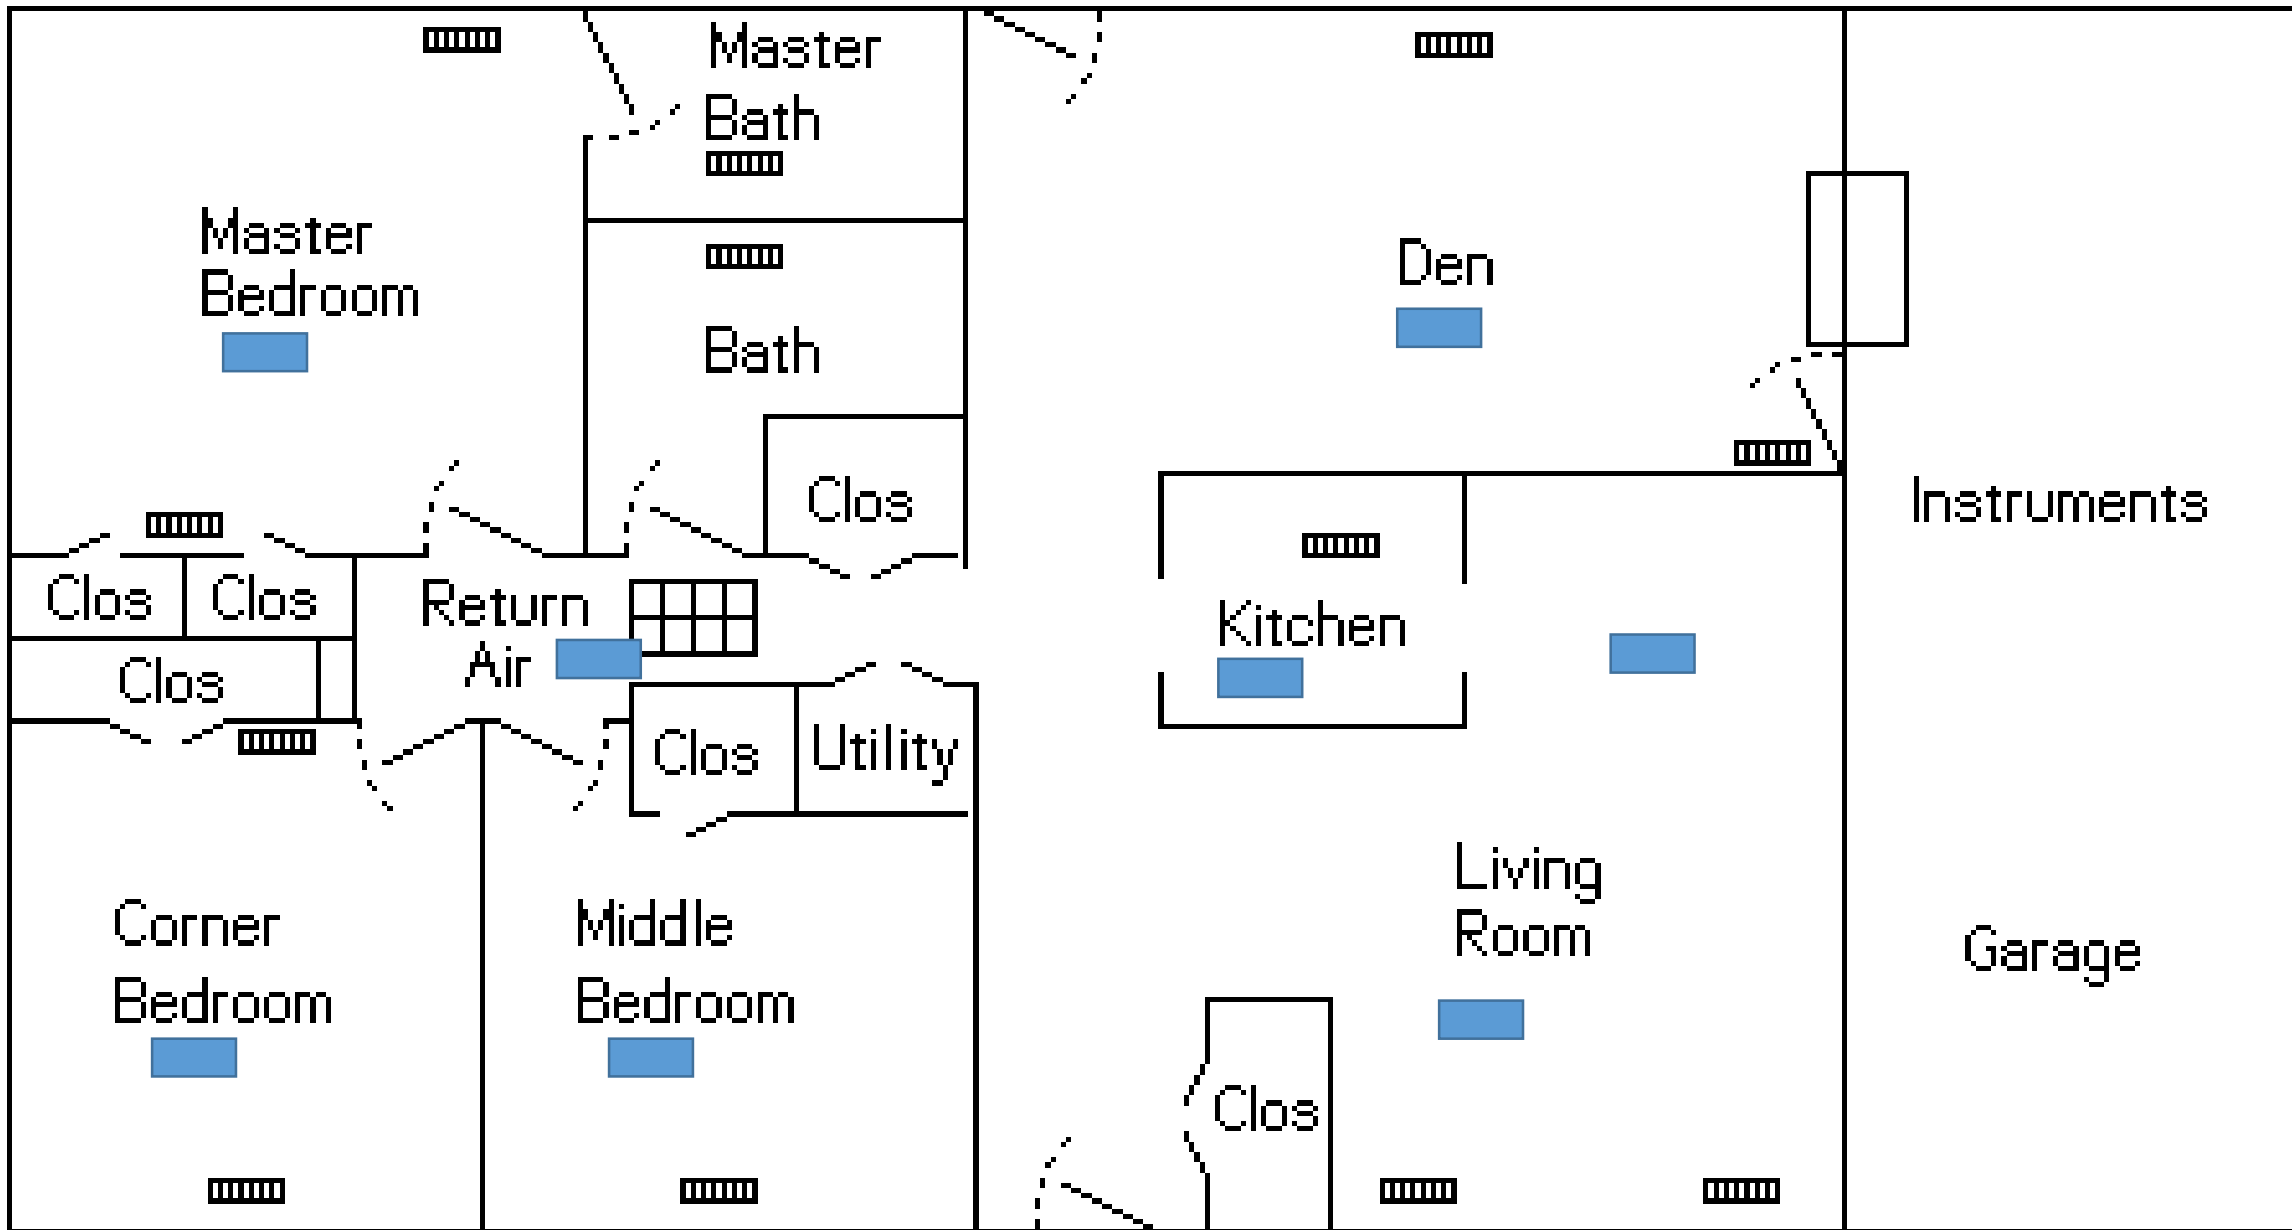 Master
Bath
Master
Bedroom
Den
Bath
Clos
Instruments
Clos
Clos
Return
Air
Kitchen
Clos
Clos
Utility
Living
Room
Corner
Bedroom
Middle
Bedroom
Garage
Clos